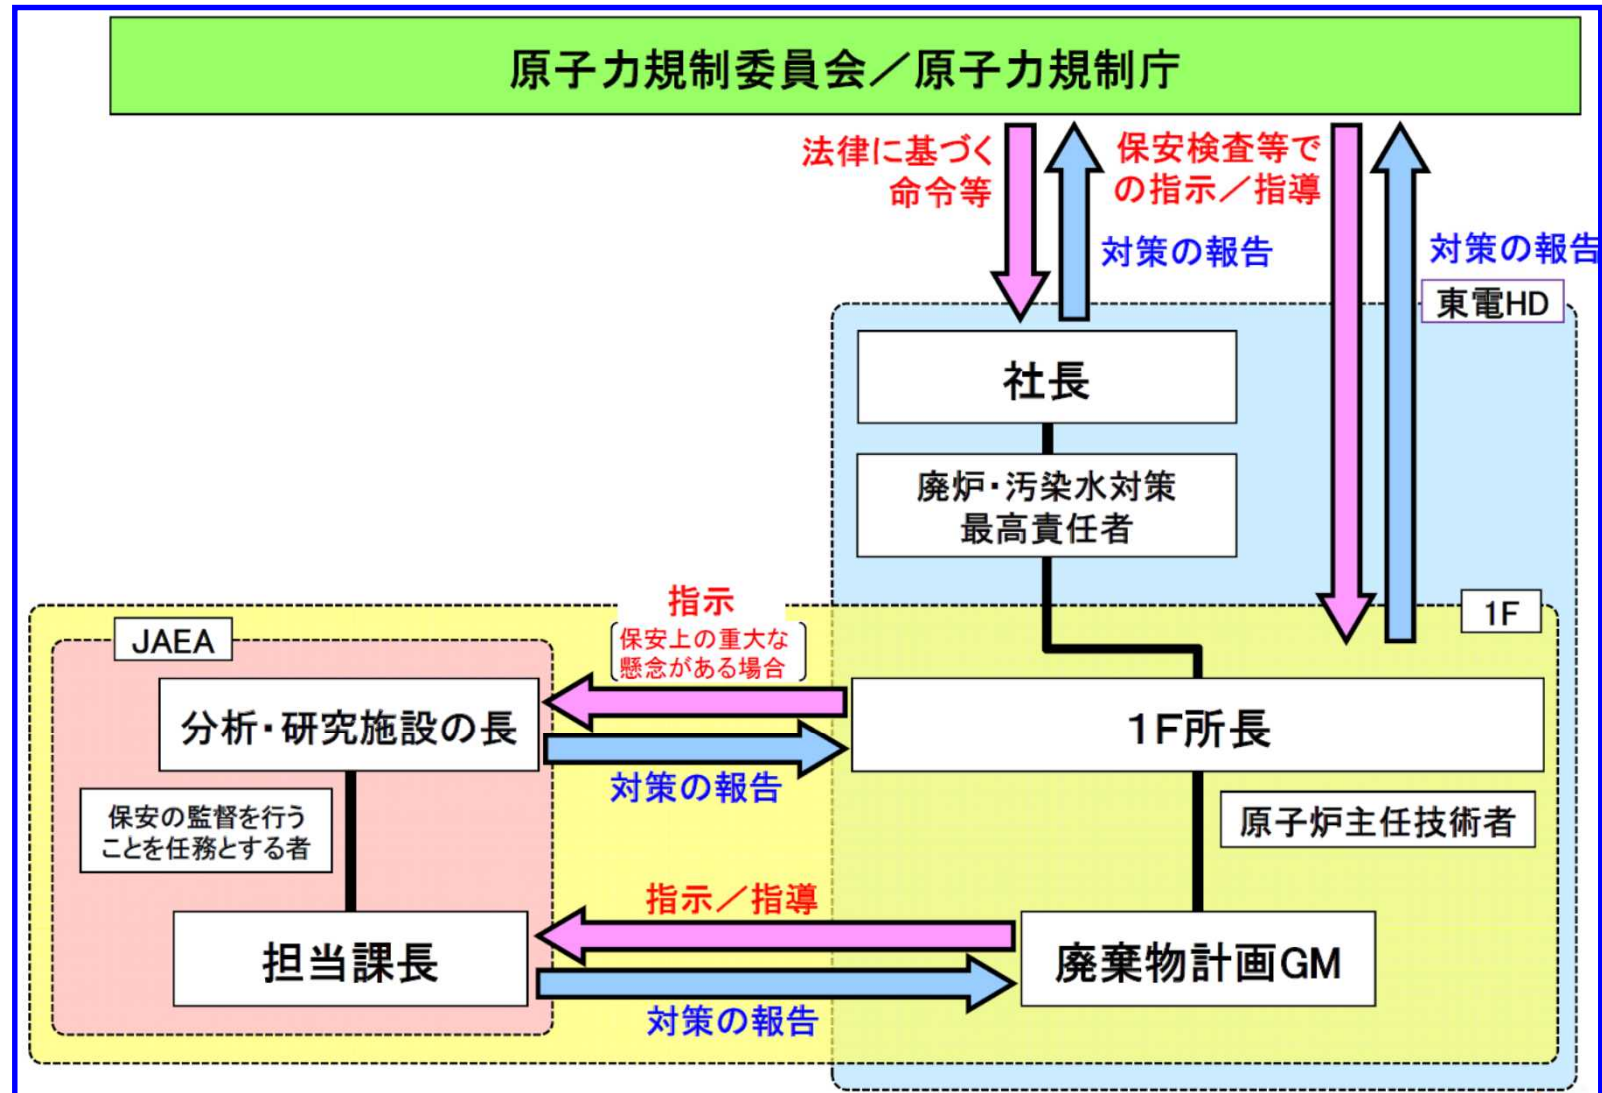 原子力規制委員会／原子力規制庁
法律に基づく
命令等
対策の報告
保安検査等で
の指示／指導
対策の報告
東電HD
社長
廃炉・汚染水対策
最高責任者
1F
JAEA
指示
保安上の重大な
懸念がある場合
分析・研究施設の長
対策の報告
1F所長
保安の監督を行う
ことを任務とする者
原子炉主任技術者
指示／指導
担当課長
対策の報告
廃棄物計画GM